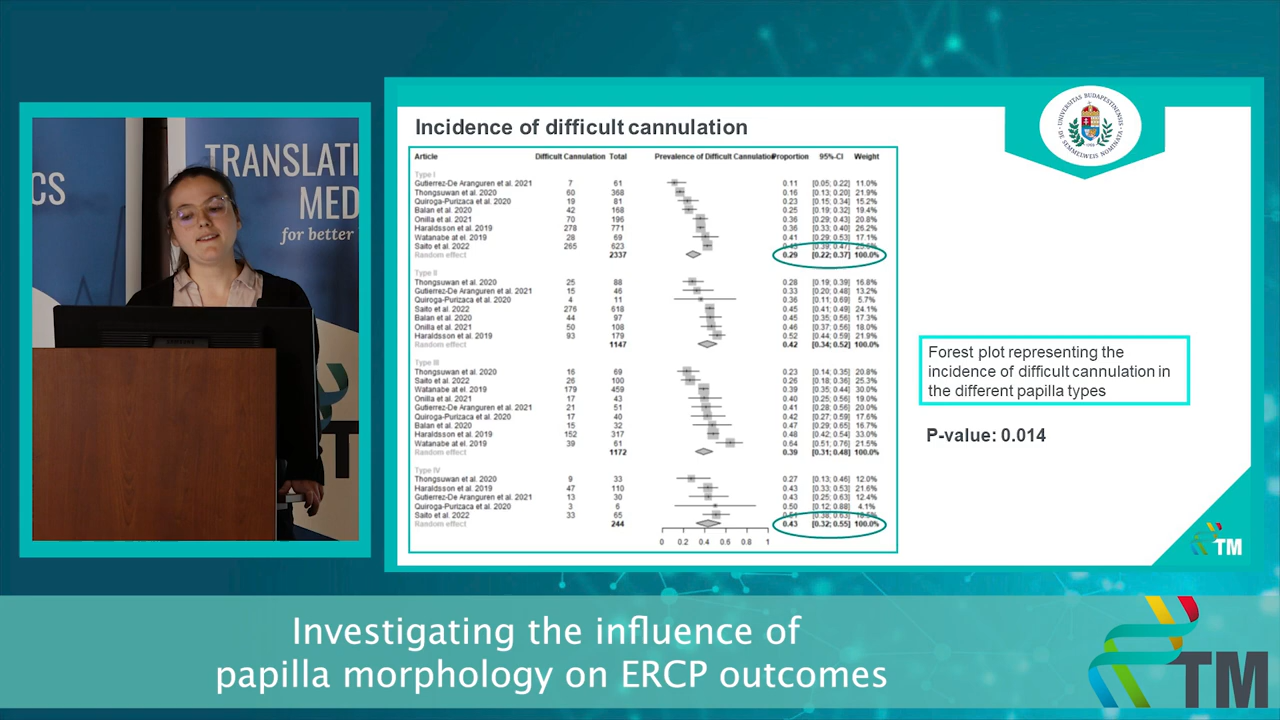 CS
TRANSLATI
MED
for better
SAMSUNG
Incidence of difficult cannulation
Article Difficult Cannulation Total Prevalence of Difficult Cannulation Proportion 95%-CI Weight
Type I
Gutierrez-De Aranguren et al. 2021 7 61 0.11 [0.05; 0.22] 11.0%
Thongsuwan et al. 2020 60 368 0.16 [0.13; 0.20] 21.9%
Quiroga-Purizaca et al. 2020 19 81 0.23 [0.15; 0.34] 15.2%
Balan et al. 2020 42 168 0.25 [0.19; 0.32] 19.4%
Onilla et al. 2021 70 196 0.36 [0.29; 0.43] 20.8%
Haraldsson et al. 2019 278 771 0.36 [0.33; 0.40] 26.2%
Watanabe at el. 2019 28 69 0.41 [0.29; 0.53] 17.1%
Saito et al. 2022 265 623 0.43 [0.39; 0.47]
Random effect 2337 0.29 [0.22; 0.37] 100.0%
Type II
Thongsuwan et al. 2020 25 88 0.28 [0.19; 0.39] 16.8%
Gutierrez-De Aranguren et al. 2021 15 46 0.33 [0.20; 0.48] 13.2%
Quiroga-Purizaca et al. 2020 4 11 0.36 [0.11; 0.69] 5.7%
Saito et al. 2022 276 618 0.45 [0.41; 0.49] 24.1%
Balan et al. 2020 44 97 0.45 [0.35; 0.56] 17.3%
Onilla et al. 2021 50 108 0.46 [0.37; 0.56] 18.0%
Haraldsson et al. 2019 93 179 0.52 [0.44; 0.59] 21.9%
Random effect 1147 0.42 [0.34; 0.52] 100.0%
Type III
Thongsuwan et al. 2020 16 69 0.23 [0.14; 0.35] 20.8%
Saito et al. 2022 26 100 0.26 [0.18; 0.36] 25.3%
Watanabe at el. 2019 179 459 0.39 [0.35; 0.44] 30.0%
Onilla et al. 2021 17 43 0.40 [0.25; 0.56] 19.0%
Gutierrez-De Aranguren et al. 2021 21 51 0.41 [0.28; 0.56] 20.0%
Quiroga-Purizaca et al. 2020 17 40 0.42 [0.27; 0.59] 17.6%
Balan et al. 2020 15 32 0.47 [0.29; 0.65] 16.7%
Haraldsson et al. 2019 152 317 0.48 [0.42; 0.54] 33.0%
Watanabe at el. 2019 39 61 0.64 [0.51; 0.76] 21.5%
Random effect 1172 0.39 [0.31; 0.48] 100.0%
Type IV
Thongsuwan et al. 2020 9 33 0.27 [0.13; 0.46] 12.0%
Haraldsson et al. 2019 47 110 0.43 [0.33; 0.53] 21.6%
Gutierrez-De Aranguren et al. 2021 13 30 0.43 [0.25; 0.63] 12.4%
Quiroga-Purizaca et al. 2020 3 6 0.50 [0.12; 0.88] 4.1%
Saito et al. 2022 33 65 0.51 [0.38; 0.63]
Random effect 244 0.43 [0.32; 0.55] 100.0%
0 0.2 0.4 0.6 0.8 1
UNIVERSITAS BUDAPESTINENSIS DE SEMMELWEIS NOMINATA
Forest plot representing the
incidence of difficult cannulation in
the different papilla types
P-value: 0.014
TM
Investigating the influence of
papilla morphology on ERCP outcomes
TM